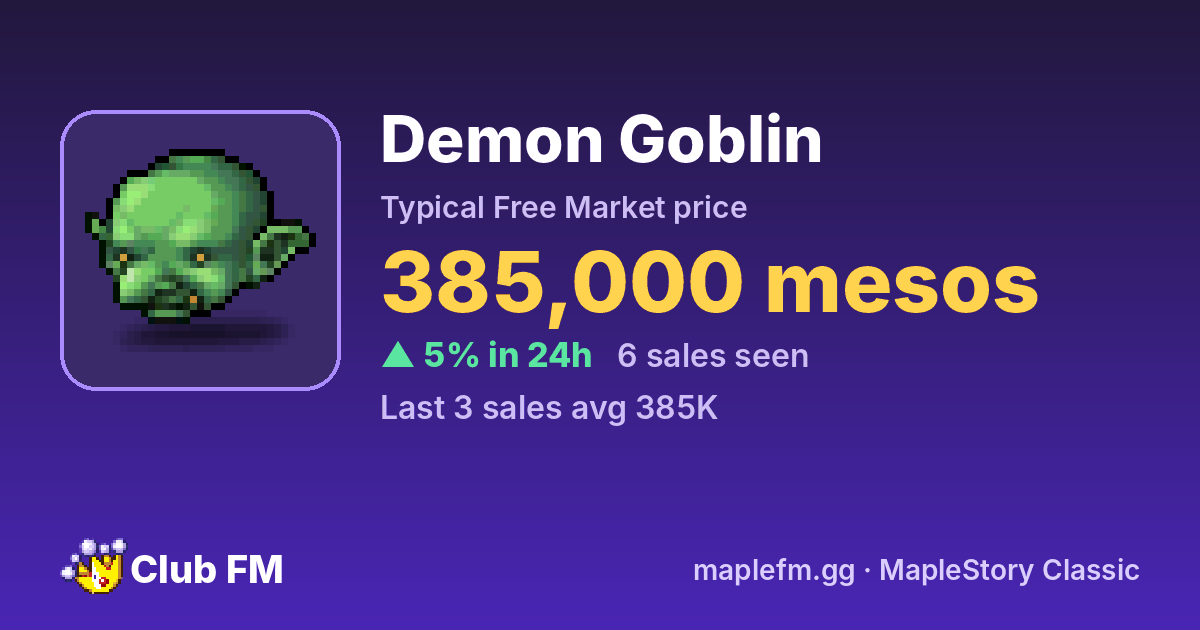 Demon Goblin
Typical Free Market price
385,000 mesos
▲ 5% in 24h 6 sales seen
Last 3 sales avg 385K
Club FM
maplefm.gg · MapleStory Classic